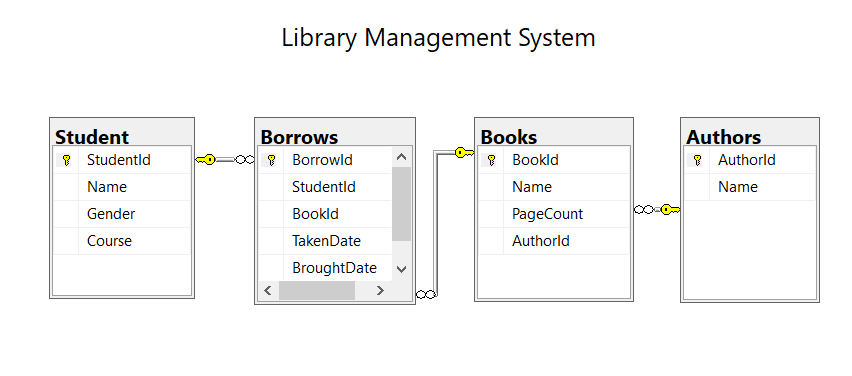 Library Management System
Student
StudentId
Name
Gender
Course
Borrows
BorrowId
StudentId
BookId
TakenDate
BroughtDate
Books
BookId
Name
PageCount
AuthorId
Authors
AuthorId
Name